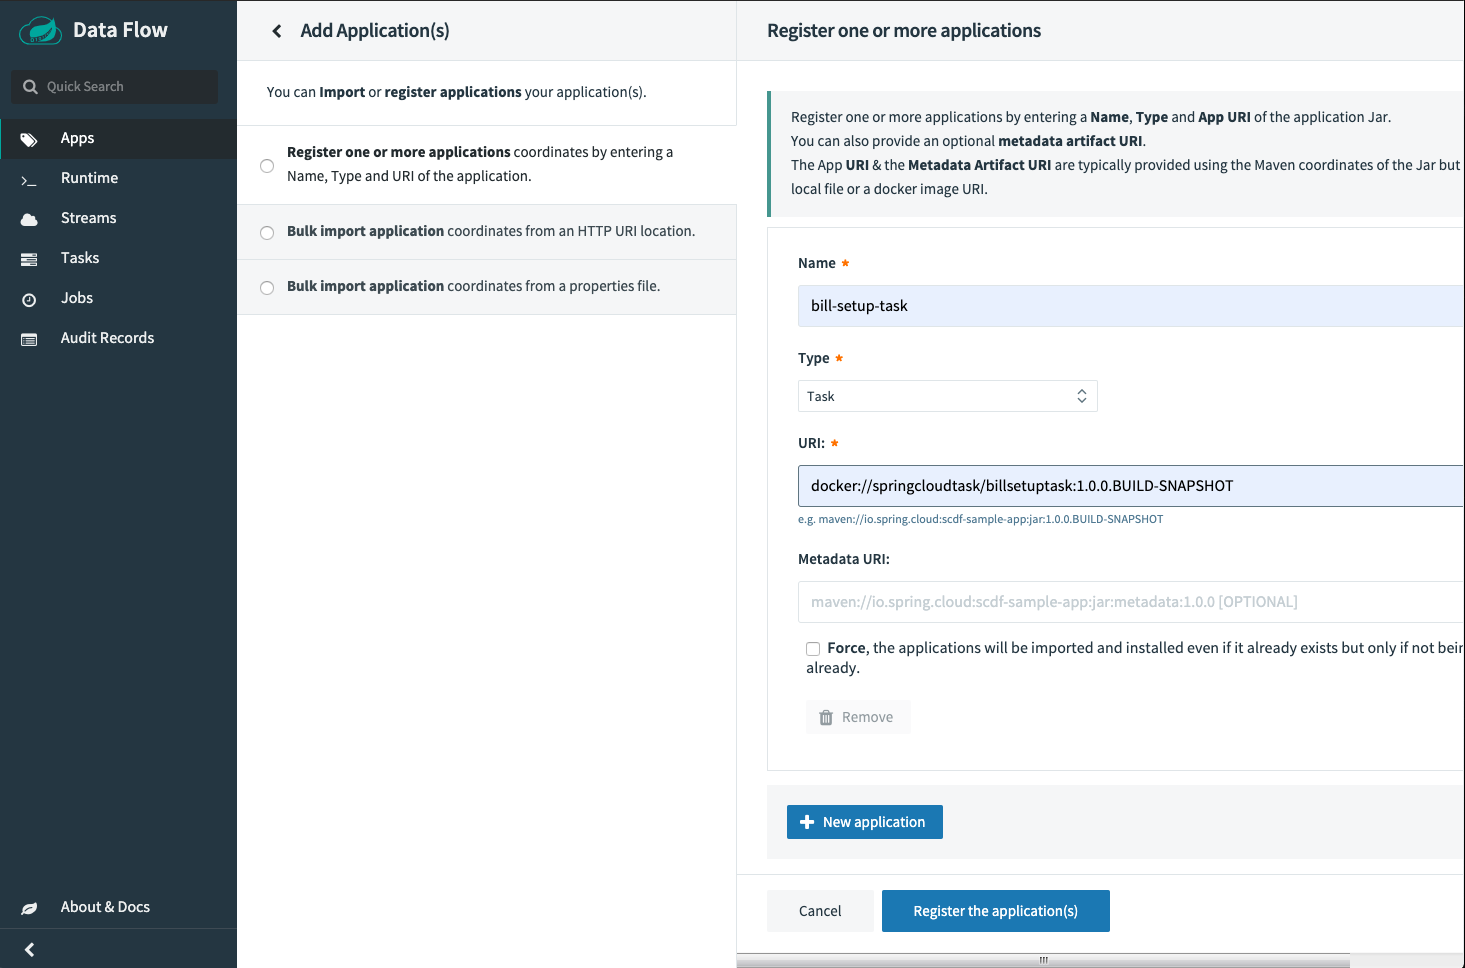 Data Flow
Quick Search
Apps
Runtime
Streams
Tasks
Jobs
Audit Records
About & Docs
Add Application(s)
You can Import or register applications your application(s).
Register one or more applications coordinates by entering a
Name, Type and URI of the application.
Bulk import application coordinates from an HTTP URI location.
Bulk import application coordinates from a properties file.
Register one or more applications
Register one or more applications by entering a Name, Type and App URI of the application Jar.
You can also provide an optional metadata artifact URI.
The App URI & the Metadata Artifact URI are typically provided using the Maven coordinates of the Jar but
local file or a docker image URI.
Name *
bill-setup-task
Type *
Task
URI: *
docker://springcloudtask/billsetuptask:1.0.0.BUILD-SNAPSHOT
e.g. maven://io.spring.cloud:scdf-sample-app:jar:1.0.0.BUILD-SNAPSHOT
Metadata URI:
maven://io.spring.cloud:scdf-sample-app:jar:metadata:1.0.0 [OPTIONAL]
Force, the applications will be imported and installed even if it already exists but only if not bein
already.
Remove
New application
Cancel
Register the application(s)